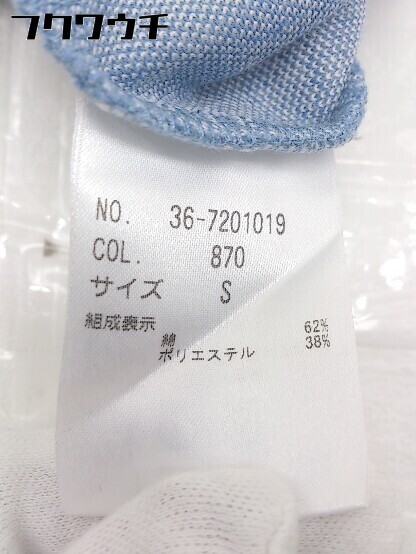 フクワウチ
NO. 36-7201019
COL. 870
サイズ S
組成表示
綿 62%
ポリエステル 38%